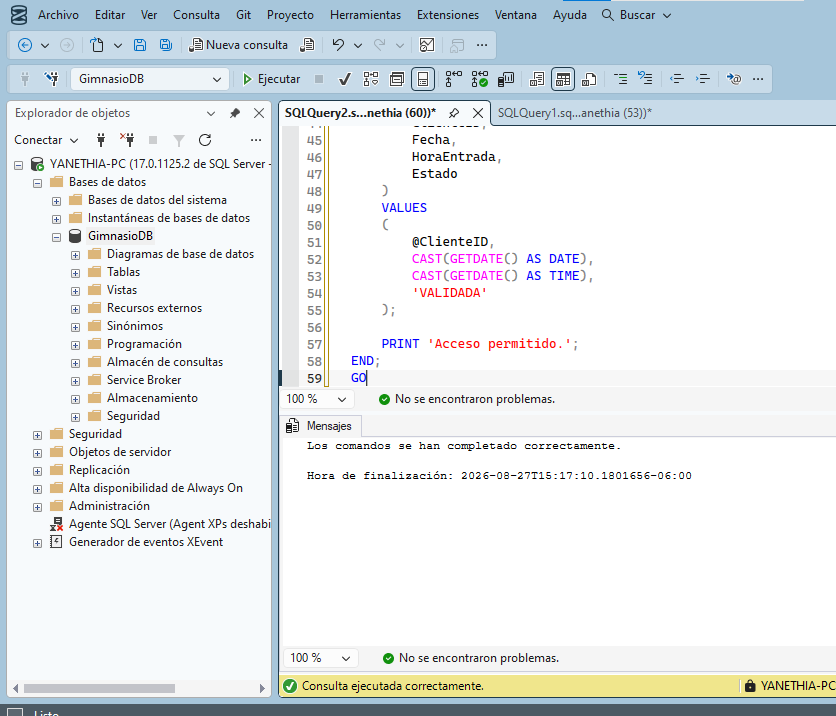 Archivo Editar Ver Consulta Git Proyecto Herramientas Extensiones Ventana Ayuda Buscar
Nueva consulta
GimnasioDB Ejecutar
Explorador de objetos
Conectar
YANETHIA-PC (17.0.1125.2 de SQL Server -
Bases de datos
Bases de datos del sistema
Instantáneas de bases de datos
GimnasioDB
Diagramas de base de datos
Tablas
Vistas
Recursos externos
Sinónimos
Programación
Almacén de consultas
Service Broker
Almacenamiento
Seguridad
Seguridad
Objetos de servidor
Replicación
Alta disponibilidad de Always On
Administración
Agente SQL Server (Agent XPs deshabi
Generador de eventos XEvent
SQLQuery2.s...nethia (60))* SQLQuery1.sq...anethia (53))*
45 Fecha,
46 HoraEntrada,
47 Estado
48 )
49 VALUES
50 (
51 @ClienteID,
52 CAST(GETDATE() AS DATE),
53 CAST(GETDATE() AS TIME),
54 'VALIDADA'
55 );
56
57 PRINT 'Acceso permitido.';
58 END;
59 GO
100 % No se encontraron problemas.
Mensajes
Los comandos se han completado correctamente.
Hora de finalización: 2026-08-27T15:17:10.1801656-06:00
100 % No se encontraron problemas.
Consulta ejecutada correctamente. YANETHIA-PC
Listo